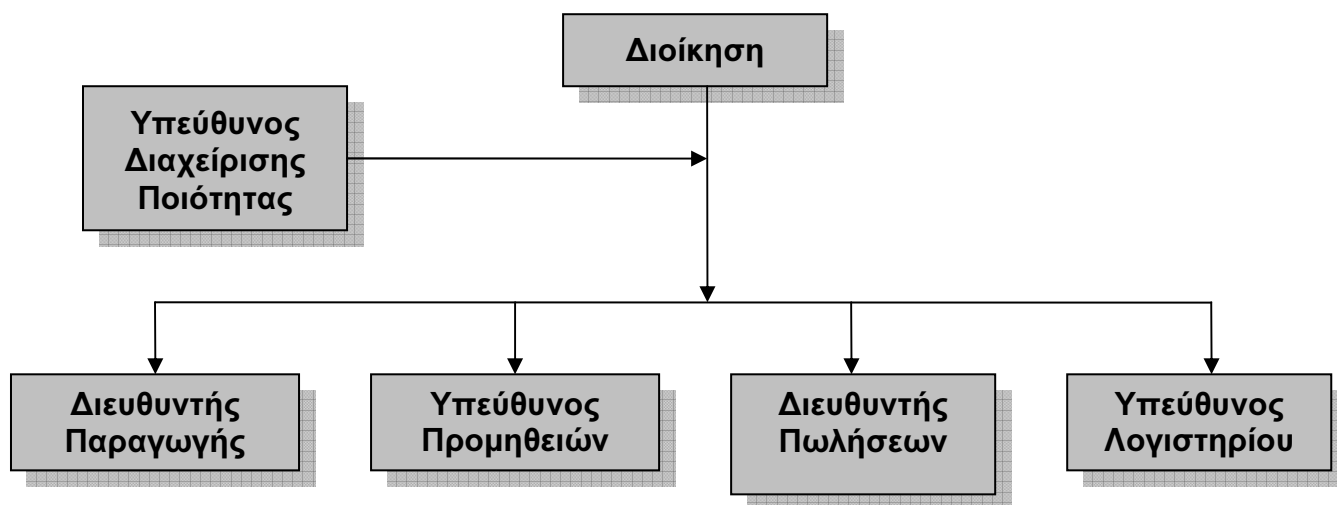 Διοίκηση
Υπεύθυνος
Διαχείρισης
Ποιότητας
Διευθυντής
Παραγωγής
Υπεύθυνος
Προμηθειών
Διευθυντής
Πωλήσεων
Υπεύθυνος
Λογιστηρίου